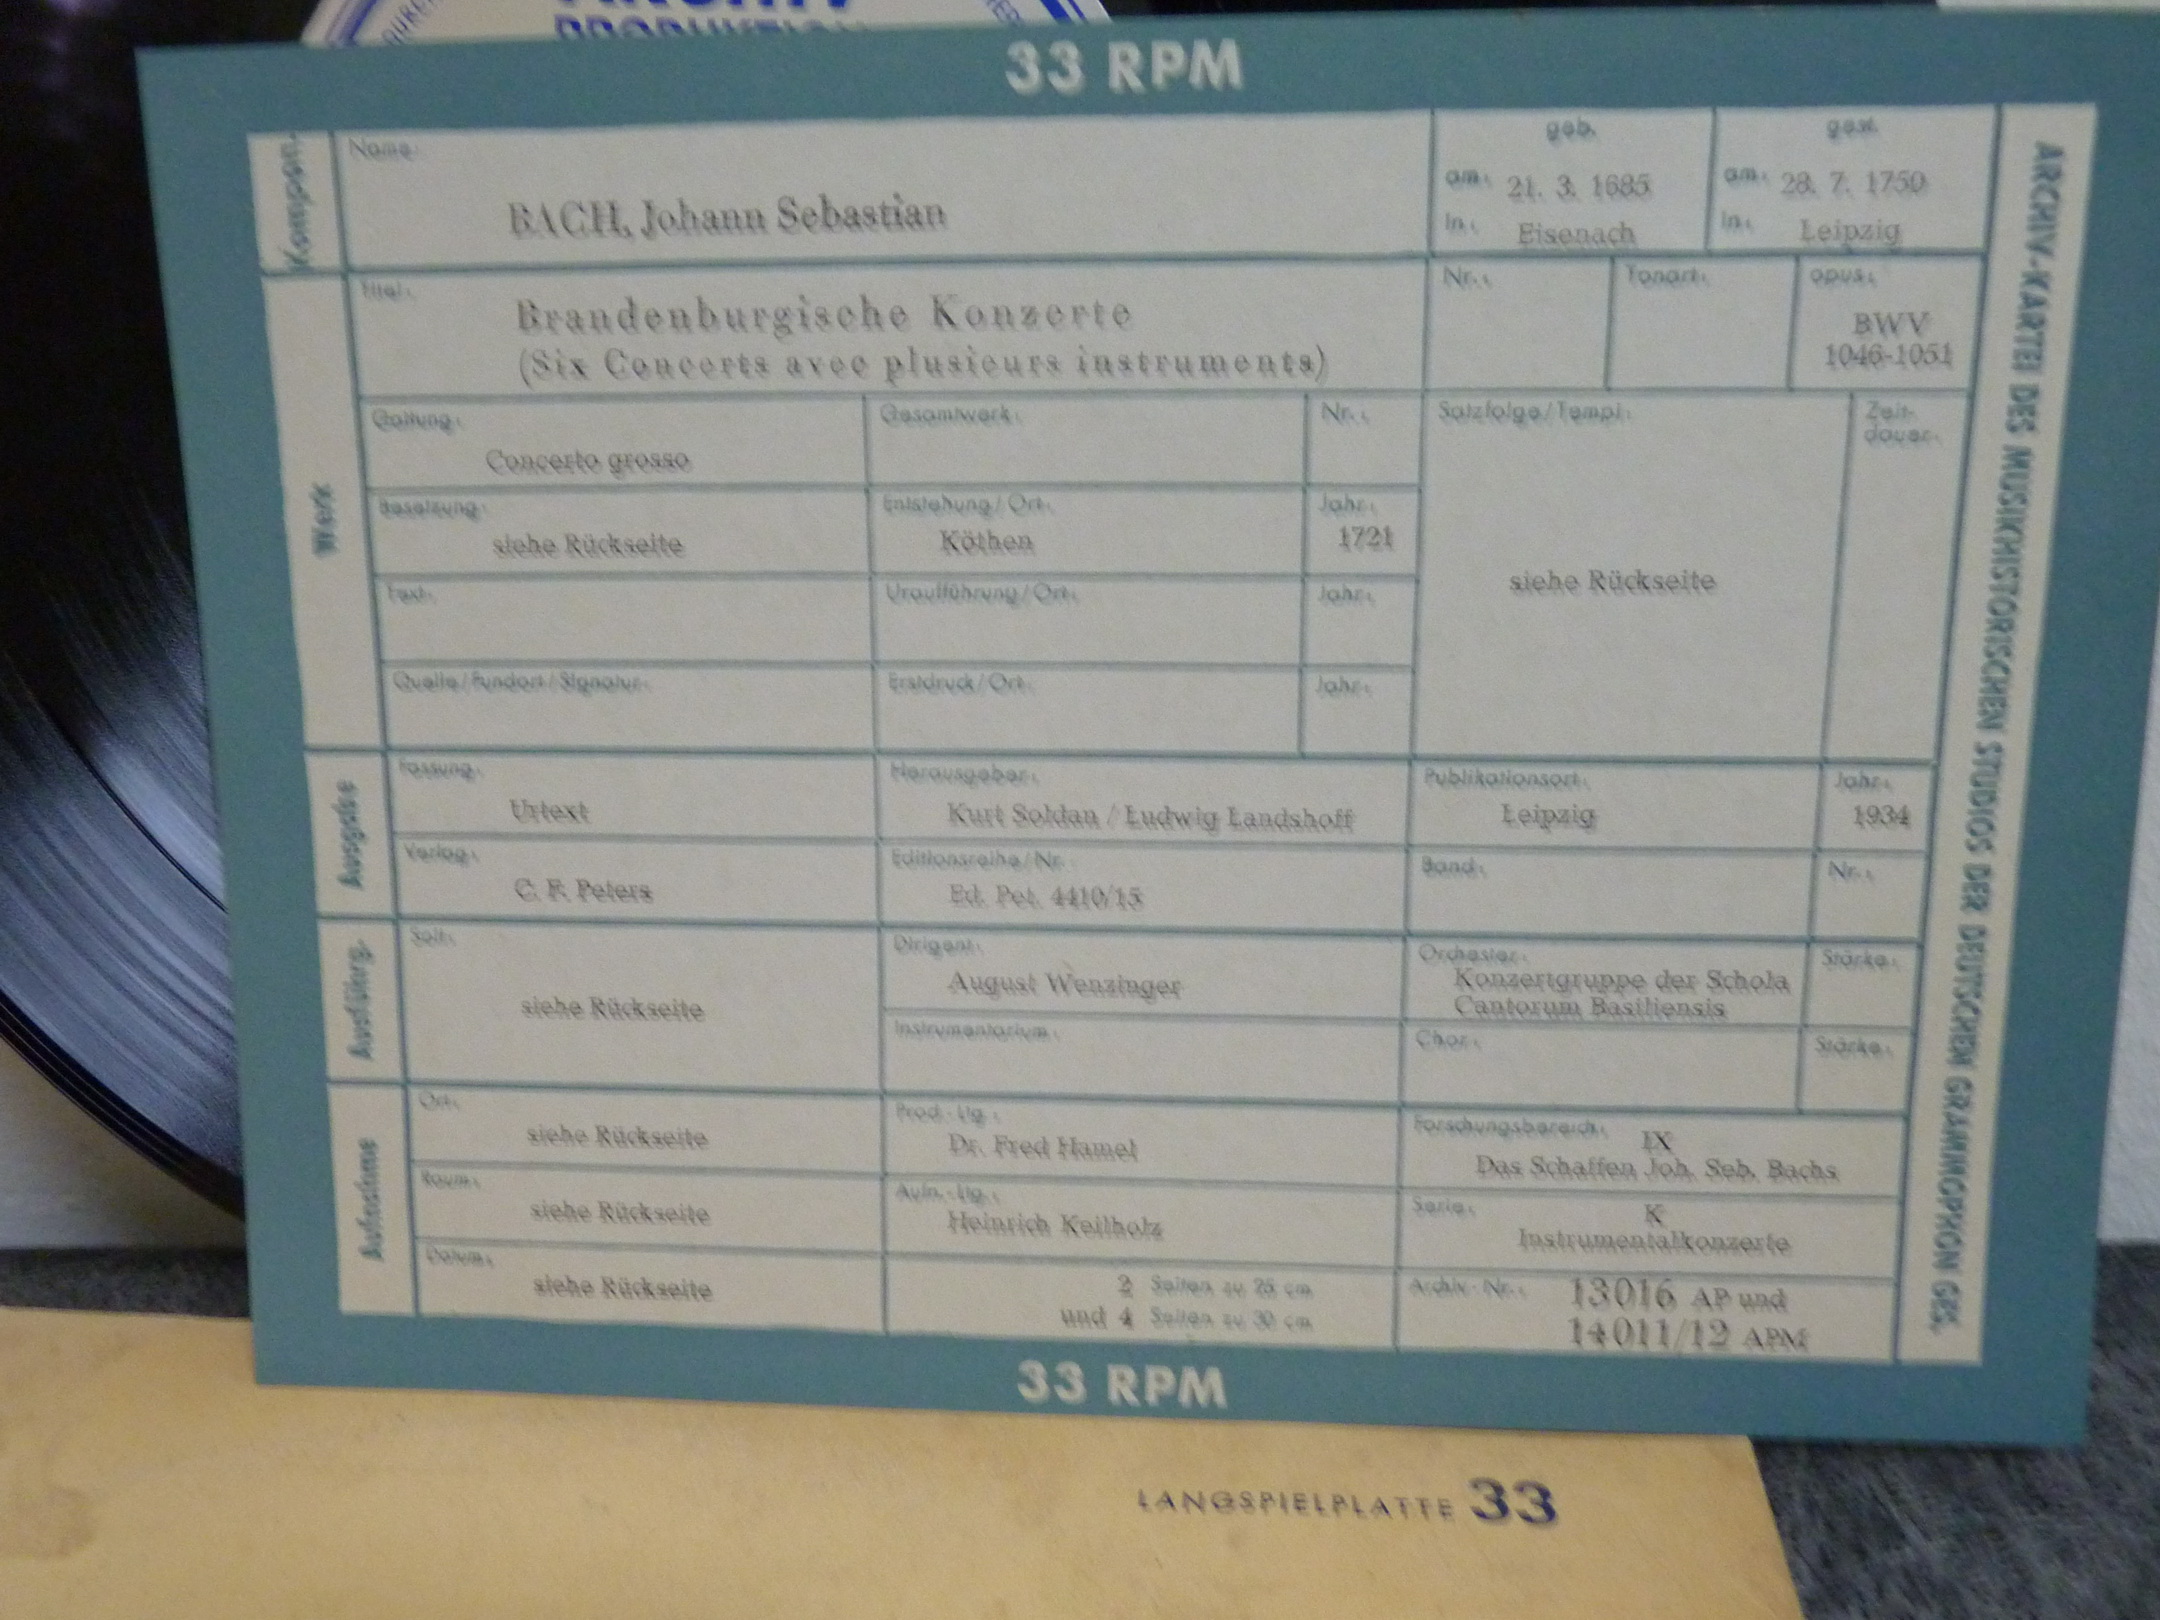 PRODUKTION
33 RPM
Kompon.
Name:
BACH, Johann Sebastian
geb.
am: 21. 3. 1685
in: Eisenach
gest.
am: 28. 7. 1750
in: Leipzig
Werk
Titel:
Brandenburgische Konzerte
(Six Concerts avec plusieurs instruments)
Nr.:
Tonart:
opus:
BWV
1046-1051
Gattung:
Concerto grosso
Gesamtwerk:
Nr.:
Satzfolge/Tempi:
siehe Rückseite
Zeit-
dauer:
Besetzung:
siehe Rückseite
Entstehung/Ort:
Köthen
Jahr:
1721
Text:
Uraufführung/Ort:
Jahr:
Quelle/Fundort/Signatur:
Erstdruck/Ort:
Jahr:
Ausgabe
Fassung:
Urtext
Herausgeber:
Kurt Soldan / Ludwig Landshoff
Publikationsort:
Leipzig
Jahr:
1934
Verlag:
C. F. Peters
Editionsreihe/Nr.
Ed. Pet. 4410/15
Band:
Nr.:
Ausführg.
Soli:
siehe Rückseite
Dirigent:
August Wenzinger
Orchester:
Konzertgruppe der Schola
Cantorum Basiliensis
Stärke:
Instrumentarium:
Chor:
Stärke:
Aufnahme
Ort:
siehe Rückseite
Prod.-Ltg.:
Dr. Fred Hamel
Forschungsbereich:
IX
Das Schaffen Joh. Seb. Bachs
Raum:
siehe Rückseite
Aufn.-Ltg.:
Heinrich Keilholz
Serie:
K
Instrumentalkonzerte
Datum:
siehe Rückseite
2 Seiten zu 25 cm
und 4 Seiten zu 30 cm
Archiv-Nr.: 13016 AP und
14011/12 APM
ARCHIV-KARTEI DES MUSIKHISTORISCHEN STUDIOS DER DEUTSCHEN GRAMMOPHON GES.
33 RPM
LANGSPIELPLATTE 33